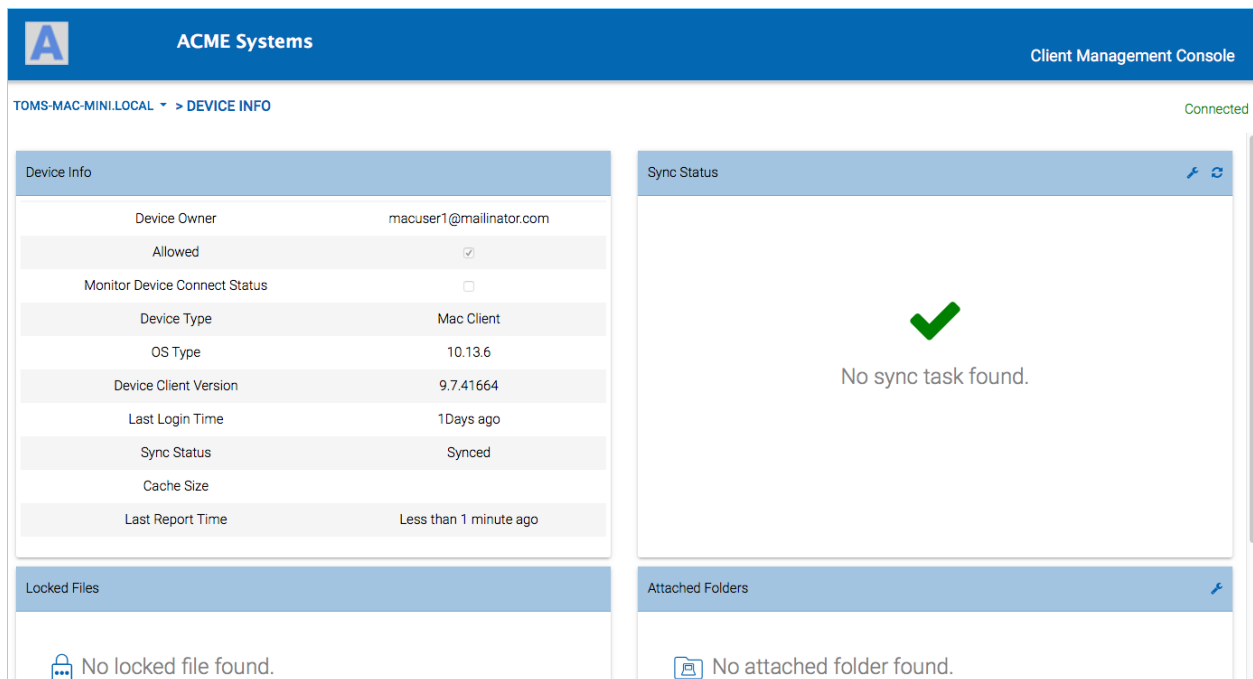 A
ACME Systems
Client Management Console
TOMS-MAC-MINI.LOCAL > DEVICE INFO
Connected
Device Info
Device Owner macuser1@mailinator.com
Allowed
Monitor Device Connect Status
Device Type Mac Client
OS Type 10.13.6
Device Client Version 9.7.41664
Last Login Time 1Days ago
Sync Status Synced
Cache Size
Last Report Time Less than 1 minute ago
Sync Status
No sync task found.
Locked Files
No locked file found.
Attached Folders
No attached folder found.